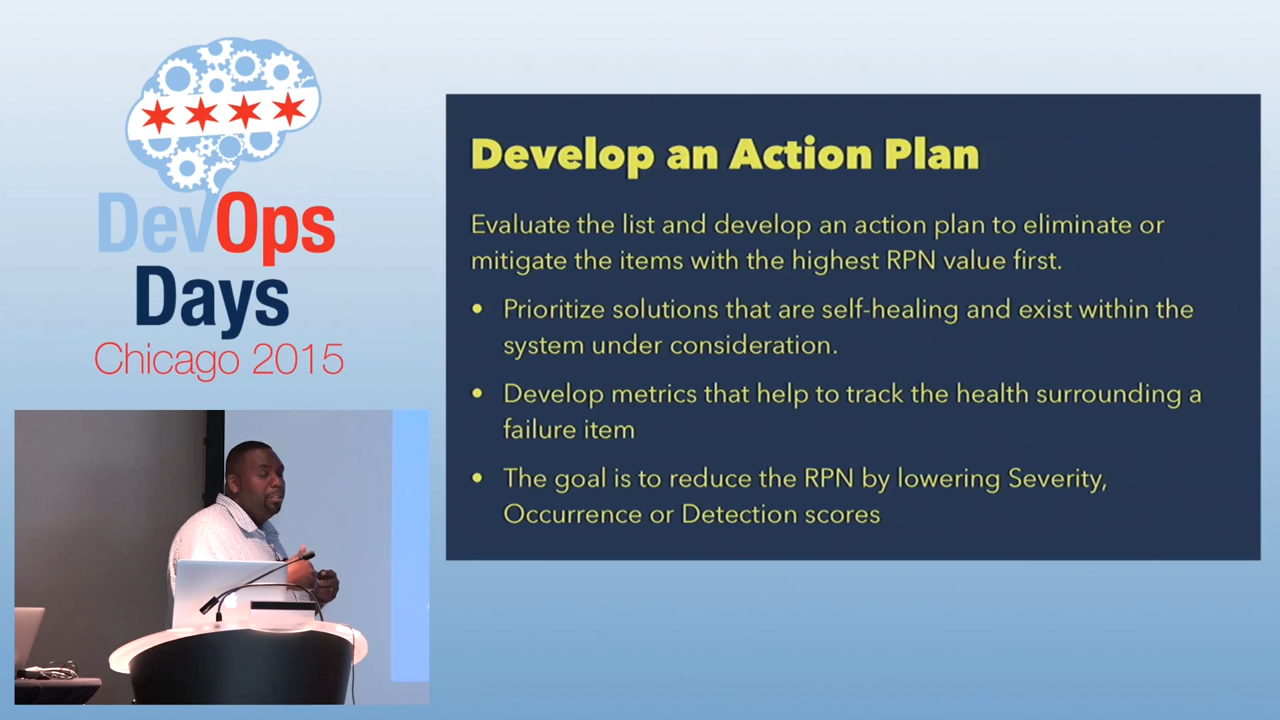 DevOps
Days
Chicago 2015
Develop an Action Plan
Evaluate the list and develop an action plan to eliminate or
mitigate the items with the highest RPN value first.
• Prioritize solutions that are self-healing and exist within the
system under consideration.
• Develop metrics that help to track the health surrounding a
failure item
• The goal is to reduce the RPN by lowering Severity,
Occurrence or Detection scores